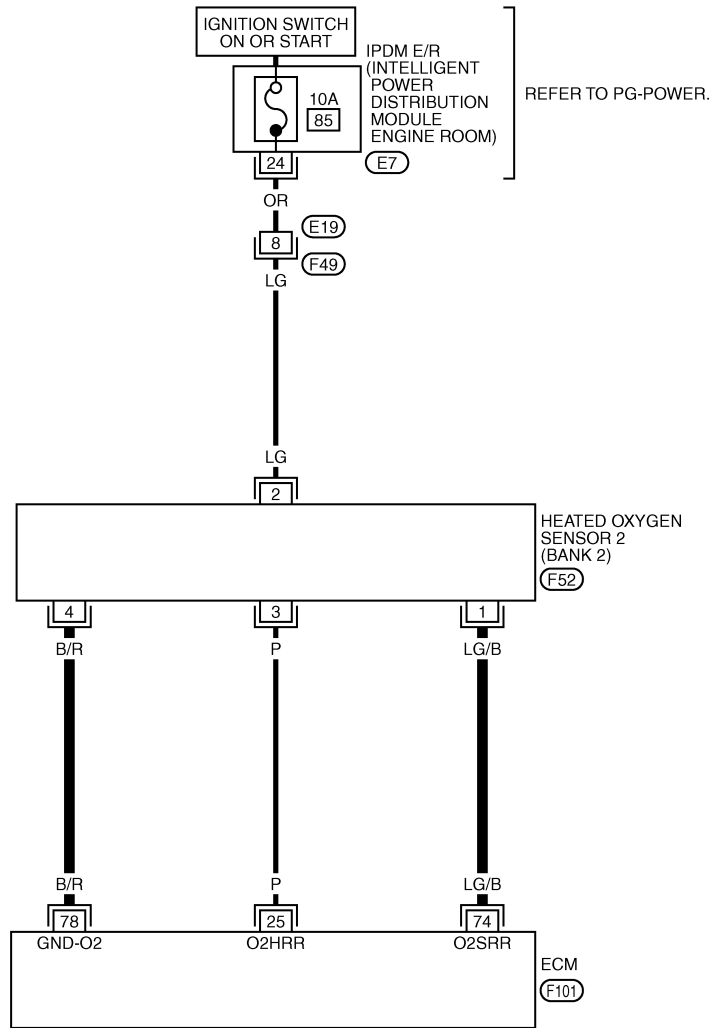 IGNITION SWITCH
ON OR START
IPDM E/R
(INTELLIGENT
POWER
DISTRIBUTION
MODULE
ENGINE ROOM)
REFER TO PG-POWER.
10A
85
24
E7
OR
E19
8
F49
LG
LG
2
HEATED OXYGEN
SENSOR 2
(BANK 2)
F52
4
3
1
B/R
P
LG/B
B/R
P
LG/B
78
25
74
GND-O2
O2HRR
O2SRR
ECM
F101